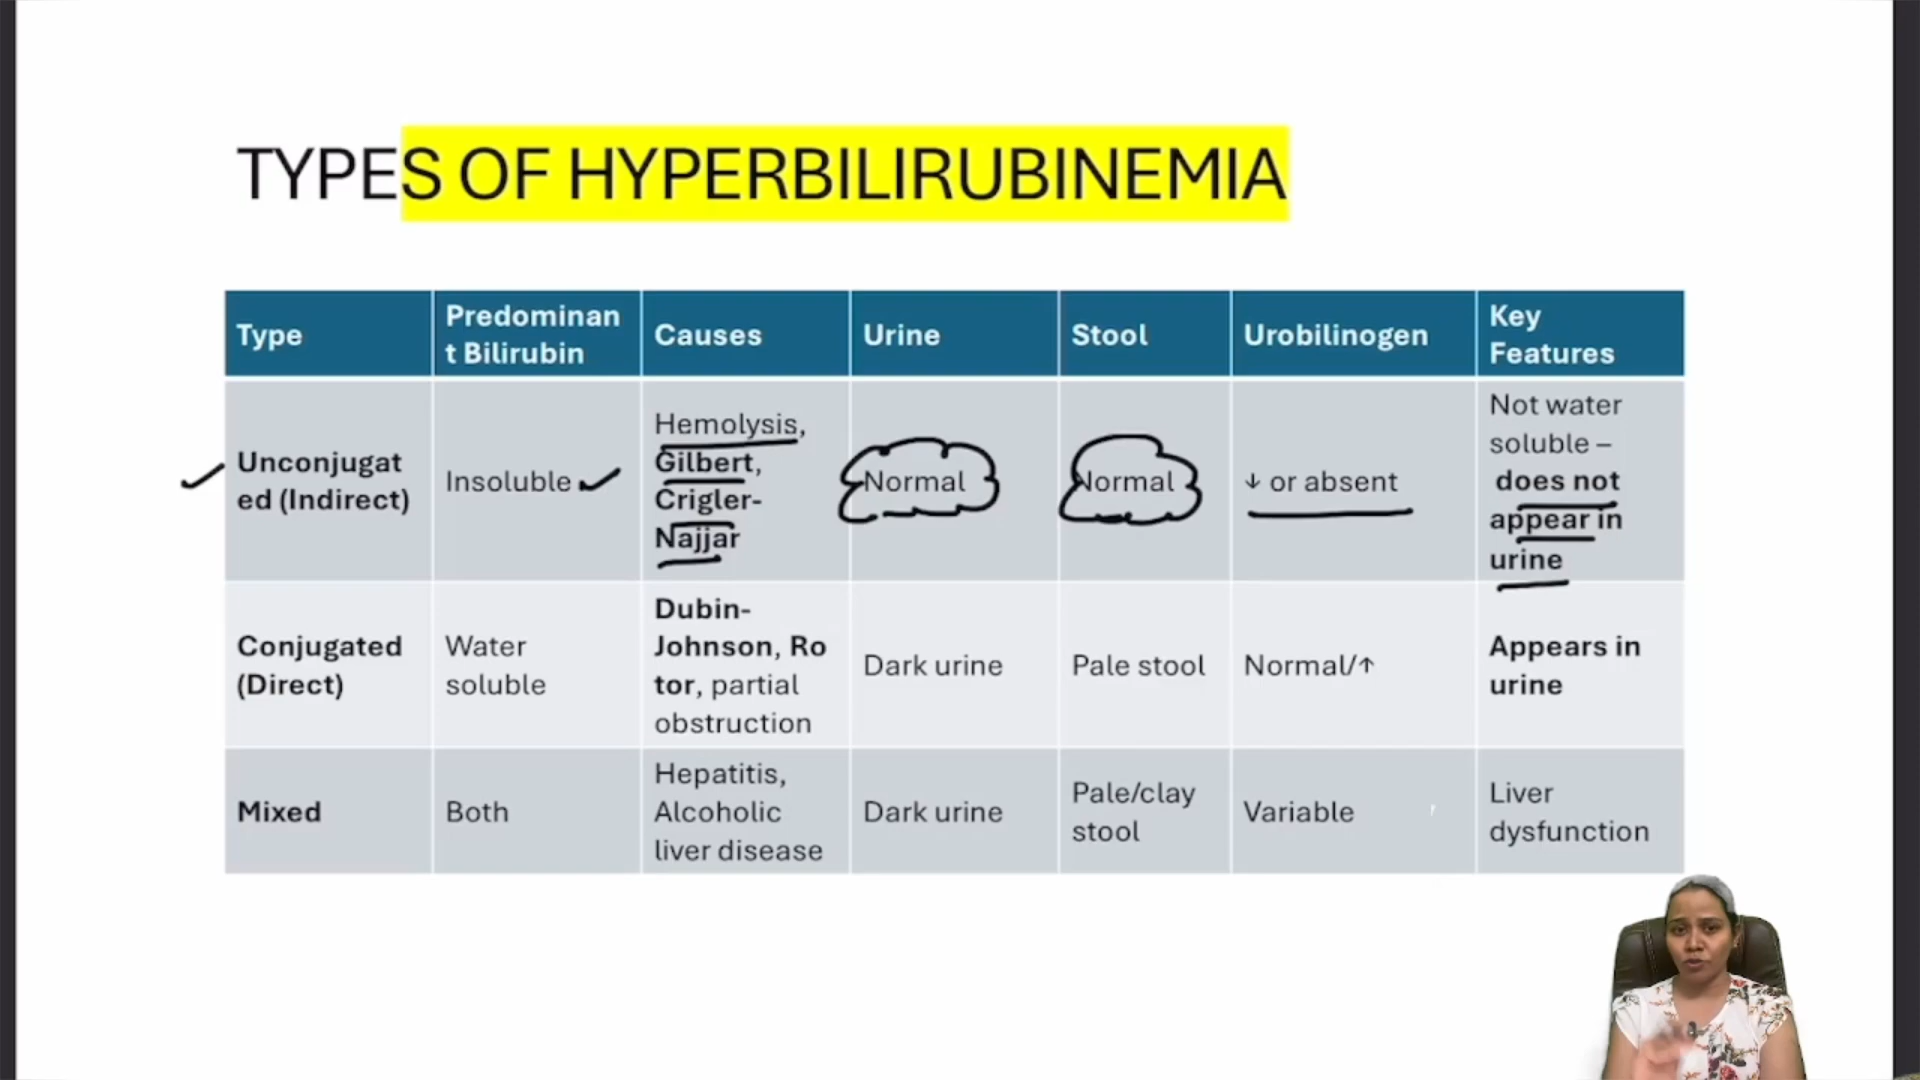 TYPES OF HYPERBILIRUBINEMIA
Type
Predominan
t Bilirubin
Causes
Urine
Stool
Urobilinogen
Key
Features
Unconjugat
ed (Indirect)
Insoluble
Hemolysis,
Gilbert,
Crigler-
Najjar
Normal
Normal
↓ or absent
Not water
soluble –
does not
appear in
urine
Conjugated
(Direct)
Water
soluble
Dubin-
Johnson, Ro
tor, partial
obstruction
Dark urine
Pale stool
Normal/↑
Appears in
urine
Mixed
Both
Hepatitis,
Alcoholic
liver disease
Dark urine
Pale/clay
stool
Variable
Liver
dysfunction